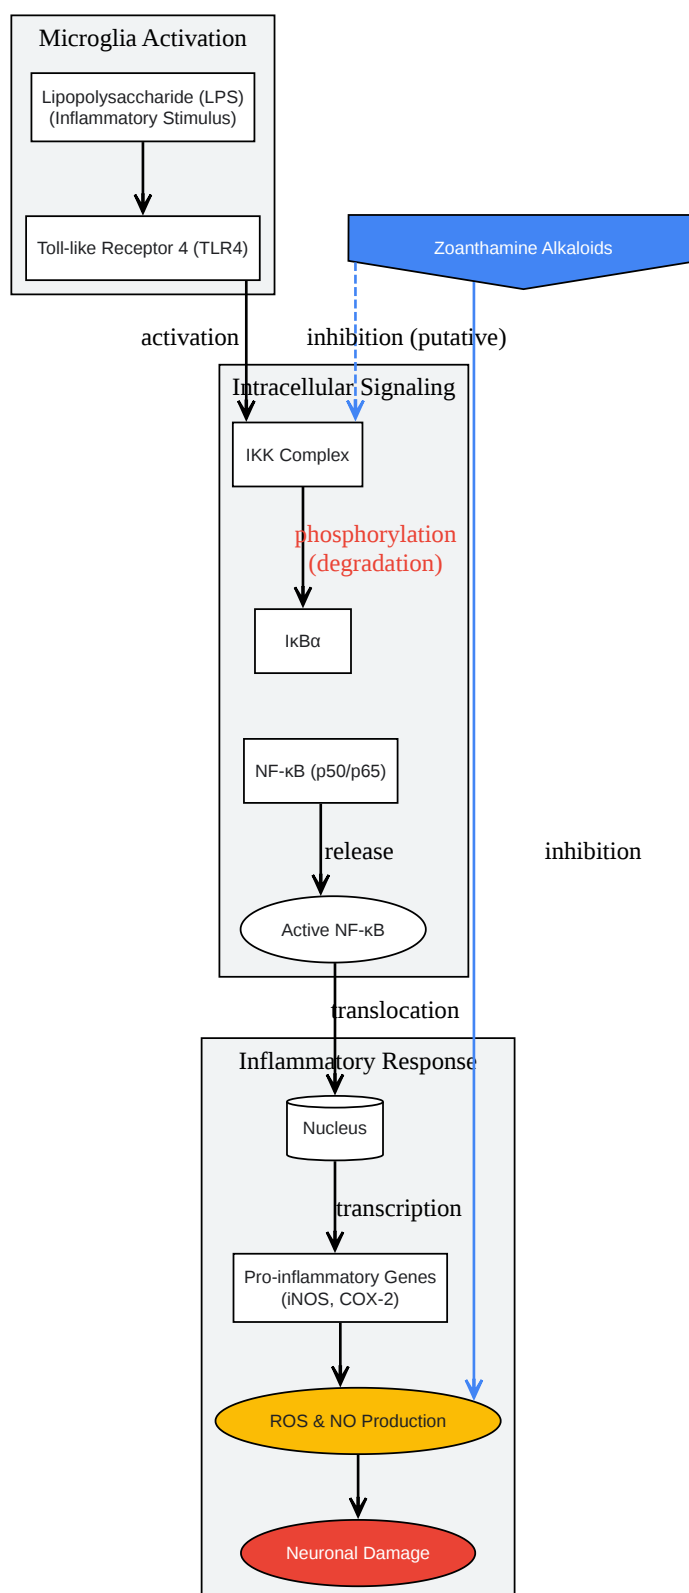 Microglia Activation
Lipopolysaccharide (LPS)
(Inflammatory Stimulus)
Toll-like Receptor 4 (TLR4)
Zoanthamine Alkaloids
activation
inhibition (putative)
Intracellular Signaling
IKK Complex
phosphorylation
(degradation)
IκBα
NF-κB (p50/p65)
release
inhibition
Active NF-κB
translocation
Inflammatory Response
Nucleus
transcription
Pro-inflammatory Genes
(iNOS, COX-2)
ROS & NO Production
Neuronal Damage